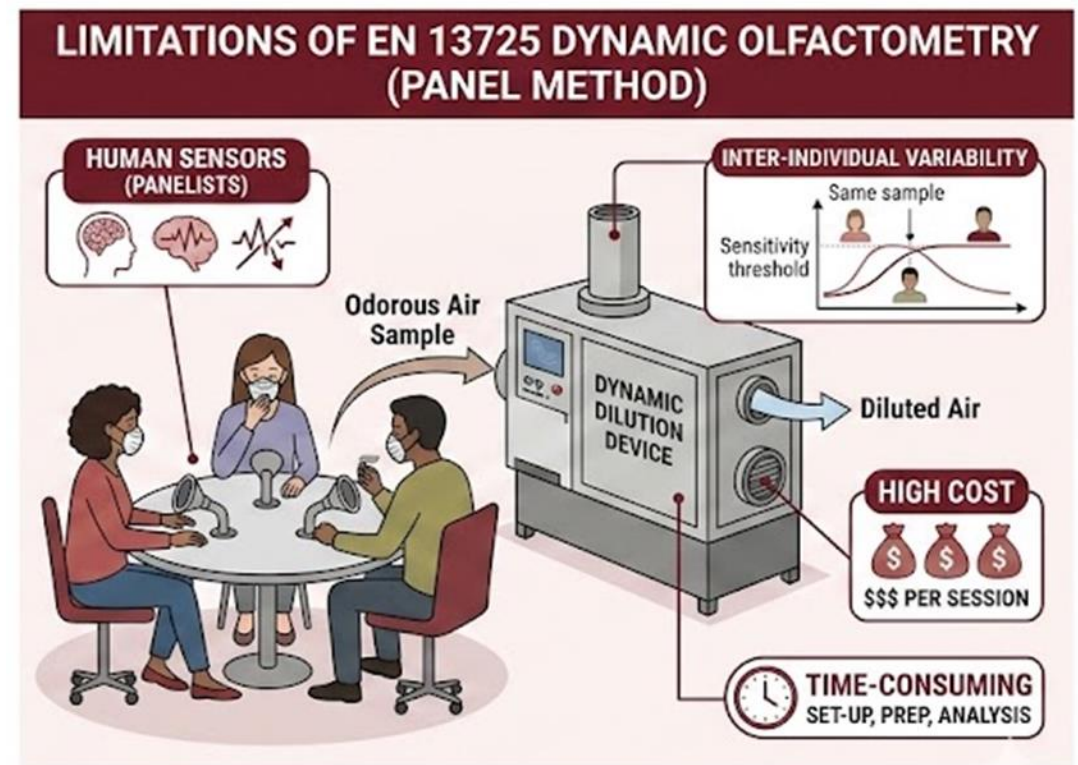 LIMITATIONS OF EN 13725 DYNAMIC OLFACTOMETRY
(PANEL METHOD)
HUMAN SENSORS
(PANELISTS)
INTER-INDIVIDUAL VARIABILITY
Same sample
Sensitivity
threshold
Odorous Air
Sample
DYNAMIC
DILUTION
DEVICE
Diluted Air
HIGH COST
$ $ $
$$$ PER SESSION
TIME-CONSUMING
SET-UP, PREP, ANALYSIS